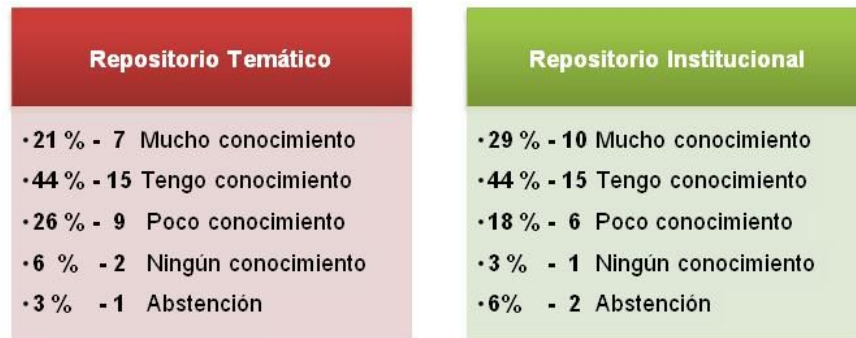 Repositorio Temático
• 21 % - 7 Mucho conocimiento
• 44 % - 15 Tengo conocimiento
• 26 % - 9 Poco conocimiento
• 6 % - 2 Ningún conocimiento
• 3 % - 1 Abstención
Repositorio Institucional
• 29 % - 10 Mucho conocimiento
• 44 % - 15 Tengo conocimiento
• 18 % - 6 Poco conocimiento
• 3 % - 1 Ningún conocimiento
• 6% - 2 Abstención